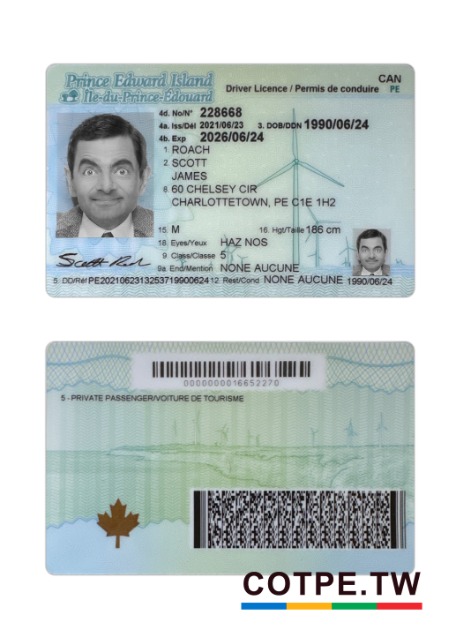 Prince Edward Island
Île-du-Prince-Édouard
Driver Licence / Permis de conduire
CAN
PE
4d. No/N° 228668
4a. Iss/Dél 2021/06/23 3. DOB/DDN 1990/06/24
4b. Exp 2026/06/24
1 ROACH
2 SCOTT
JAMES
8 60 CHELSEY CIR
CHARLOTTETOWN, PE C1E 1H2
15. M 16. Hgt/Taille 186 cm
18. Eyes/Yeux HAZ NOS
9. Class/Classe 5
9a. End/Mention NONE AUCUNE
5. DD/Réf PE2021062313253719900624 12. Rest/Cond NONE AUCUNE 1990/06/24
0000000016652270
5 - PRIVATE PASSENGER/VOITURE DE TOURISME
COTPE.TW